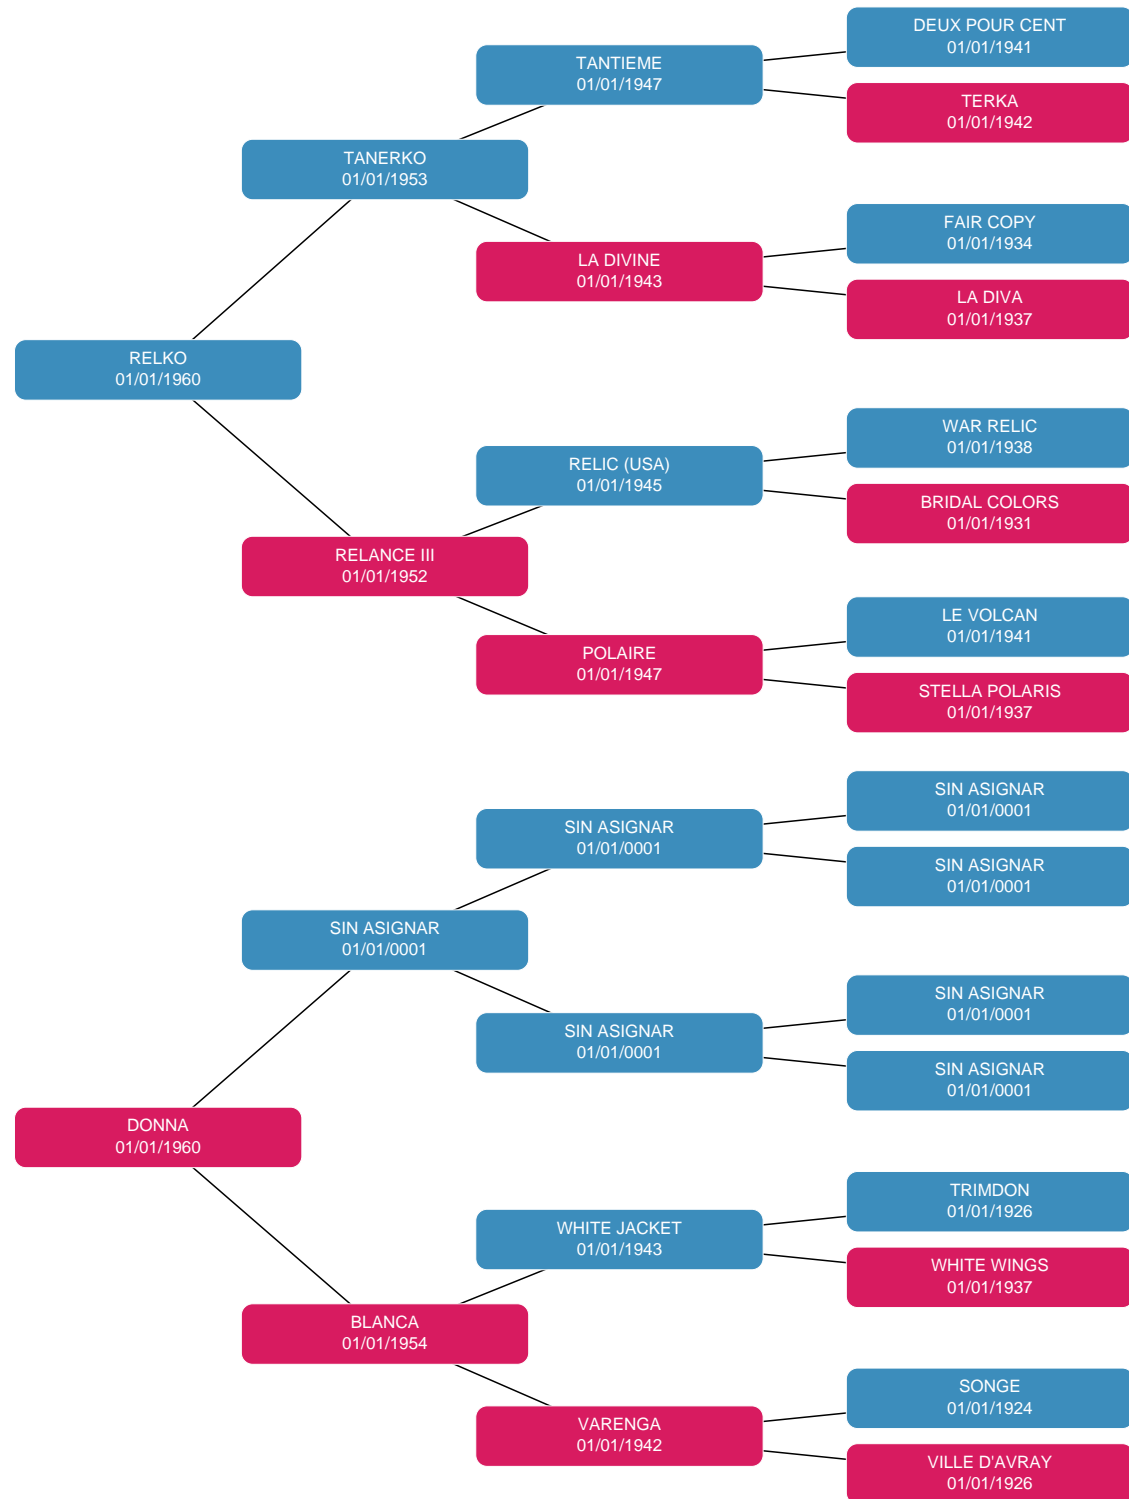 DEUX POUR CENT
01/01/1941
TANTIEME
01/01/1947
TERKA
01/01/1942
TANERKO
01/01/1953
FAIR COPY
01/01/1934
LA DIVINE
01/01/1943
LA DIVA
01/01/1937
RELKO
01/01/1960
WAR RELIC
01/01/1938
RELIC (USA)
01/01/1945
BRIDAL COLORS
01/01/1931
RELANCE III
01/01/1952
LE VOLCAN
01/01/1941
POLAIRE
01/01/1947
STELLA POLARIS
01/01/1937
SIN ASIGNAR
01/01/0001
SIN ASIGNAR
01/01/0001
SIN ASIGNAR
01/01/0001
SIN ASIGNAR
01/01/0001
SIN ASIGNAR
01/01/0001
SIN ASIGNAR
01/01/0001
SIN ASIGNAR
01/01/0001
DONNA
01/01/1960
TRIMDON
01/01/1926
WHITE JACKET
01/01/1943
WHITE WINGS
01/01/1937
BLANCA
01/01/1954
SONGE
01/01/1924
VARENGA
01/01/1942
VILLE D'AVRAY
01/01/1926